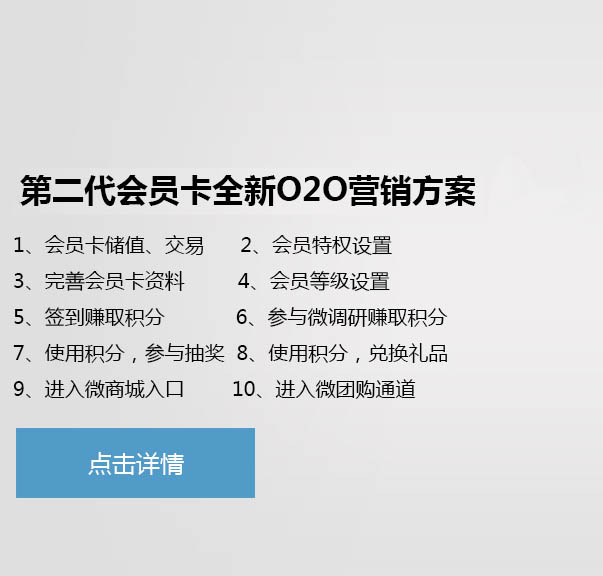 第二代会员卡全新O2O营销方案
1、会员卡储值、交易 2、会员特权设置
3、完善会员卡资料 4、会员等级设置
5、签到赚取积分 6、参与微调研赚取积分
7、使用积分，参与抽奖 8、使用积分，兑换礼品
9、进入微商城入口 10、进入微团购通道
点击详情